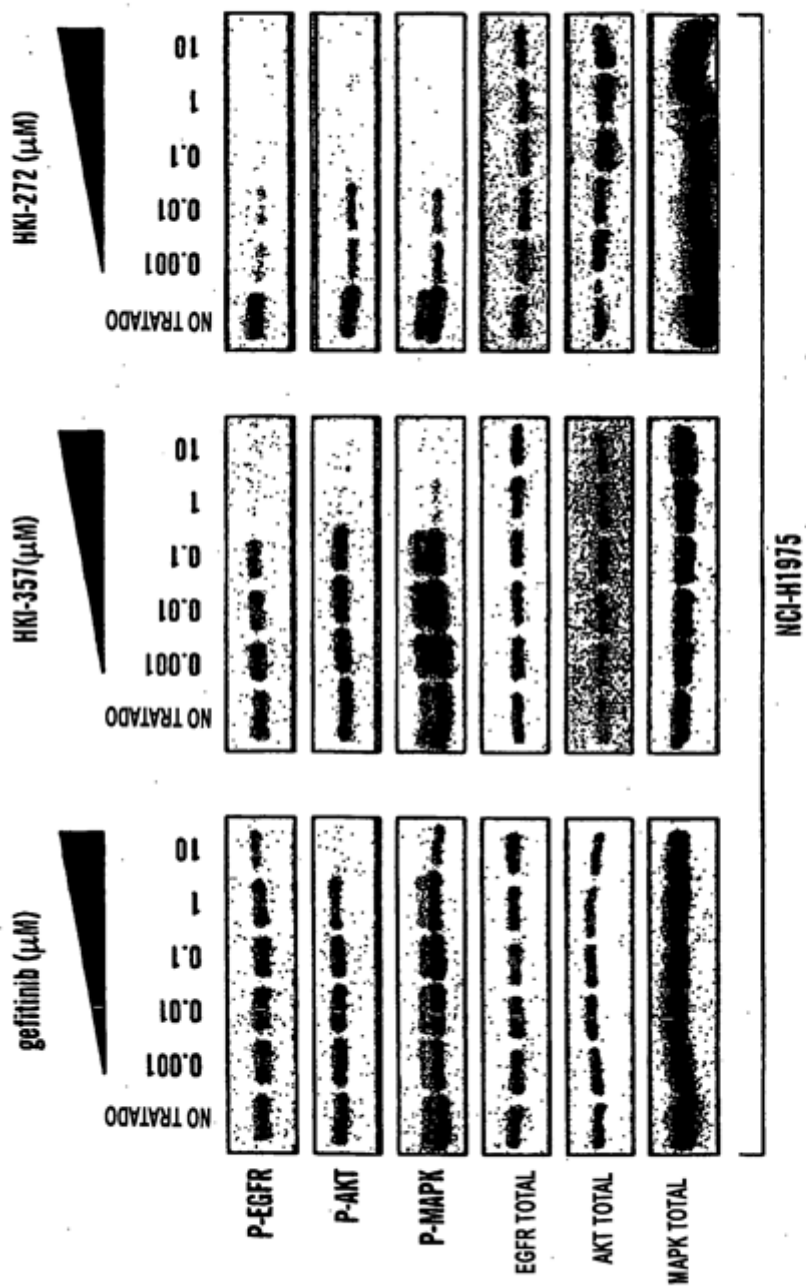 gefitinib (μM)
NO TRATADO
0.001
0.01
0.1
1
10
HKI-357(μM)
NO TRATADO
0.001
0.01
0.1
1
10
HKI-272 (μM)
NO TRATADO
0.001
0.01
0.1
1
10
P-EGFR
P-AKT
P-MAPK
EGFR TOTAL
AKT TOTAL
MAPK TOTAL
NCI-H1975